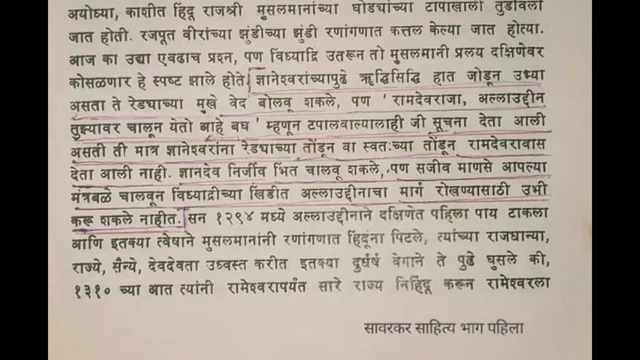 अयोध्या, काशीत हिंदू राजश्री मुसलमानांच्या घोड्यांच्या टापाखाली तुडविली
जात होती. रजपूत वीरांच्या झुंडीच्या झुंडी रणांगणात कत्तल केल्या जात होत्या.
आज का उद्या एवढाच प्रश्न, पण विंध्याद्रि उतरून तो मुसलमानी प्रलय दक्षिणेवर
कोसळणार हे स्पष्ट झाले होते. ज्ञानेश्वरांच्यापुढे ऋद्धिसिद्धि हात जोडून उभ्या
असता ते रेड्याच्या मुखे वेद बोलवू शकले, पण 'रामदेवराजा, अल्लाउद्दीन
तुझ्यावर चालून येतो आहे बघ' म्हणून टपालवाल्यालाही जी सूचना देता आली
असती ती मात्र ज्ञानेश्वरांना रेड्याच्या तोंडून वा स्वतःच्या तोंडून रामदेवरावास
देता आली नाही. ज्ञानदेव निर्जीव भिंत चालवू शकले, पण सजीव माणसे आपल्या
मंत्रबळे चालवून विंध्याद्रीच्या खिंडीत अल्लाउद्दीनाचा मार्ग रोखण्यासाठी उभी
करू शकले नाहीत. सन १२९४ मध्ये अल्लाउद्दीनाने दक्षिणेत पहिला पाय टाकला
आणि इतक्या त्वेषाने मुसलमानांनी रणांगणात हिंदूंना पिटले, त्यांच्या राजधान्या,
राज्ये, सैन्ये, देवदेवता उध्वस्त करीत इतक्या दुर्धर्ष वेगाने ते पुढे घुसले की,
१३१० च्या आत त्यांनी रामेश्वरापर्यंत सारे राज्य निर्हिंदू करून रामेश्वरला
सावरकर साहित्य भाग पहिला